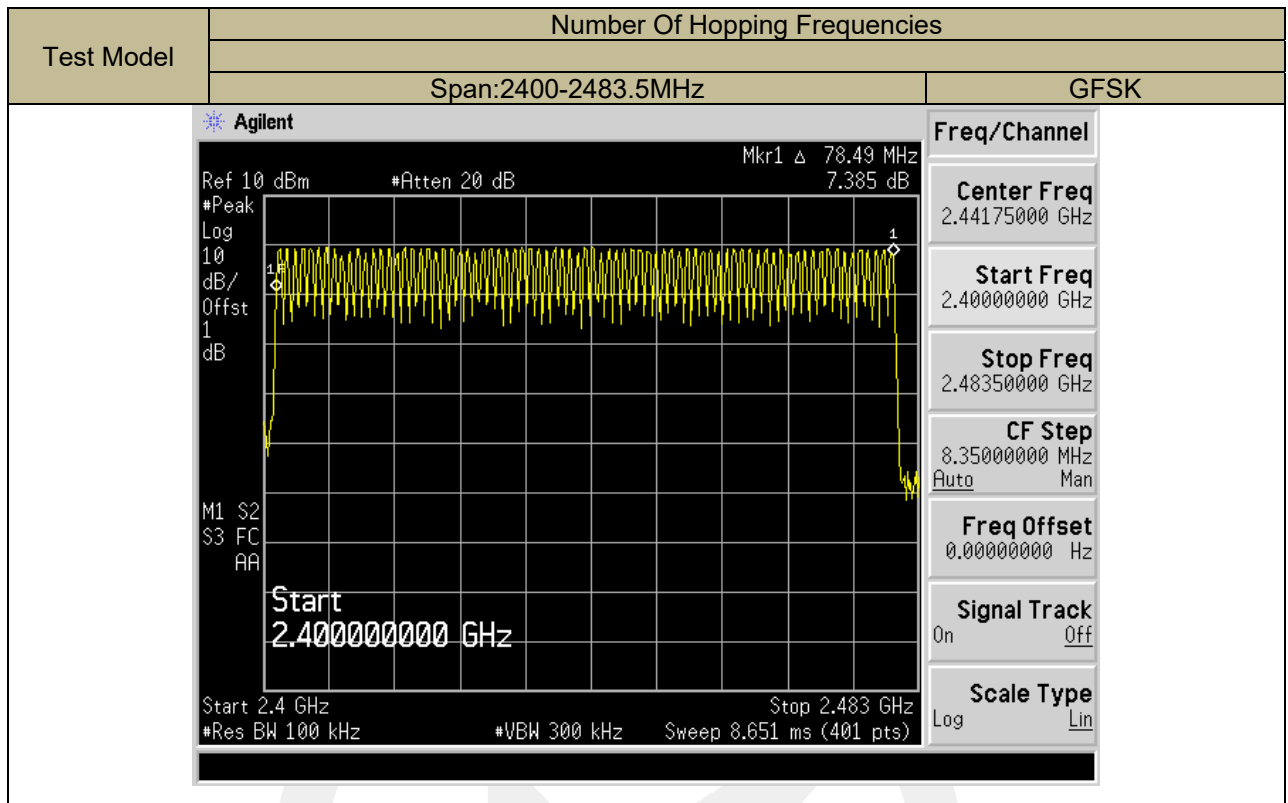 Test Model
Number Of Hopping Frequencies
Span:2400-2483.5MHz
GFSK
Agilent
Mkr1 Δ 78.49 MHz
Ref 10 dBm #Atten 20 dB 7.385 dB
#Peak
Log
10
dB/
Offst
1
dB
1R
1
M1 S2
S3 FC
AA
Start
2.400000000 GHz
Start 2.4 GHz Stop 2.483 GHz
#Res BW 100 kHz #VBW 300 kHz Sweep 8.651 ms (401 pts)
Freq/Channel
Center Freq
2.44175000 GHz
Start Freq
2.40000000 GHz
Stop Freq
2.48350000 GHz
CF Step
8.35000000 MHz
Auto Man
Freq Offset
0.00000000 Hz
Signal Track
On Off
Scale Type
Log Lin